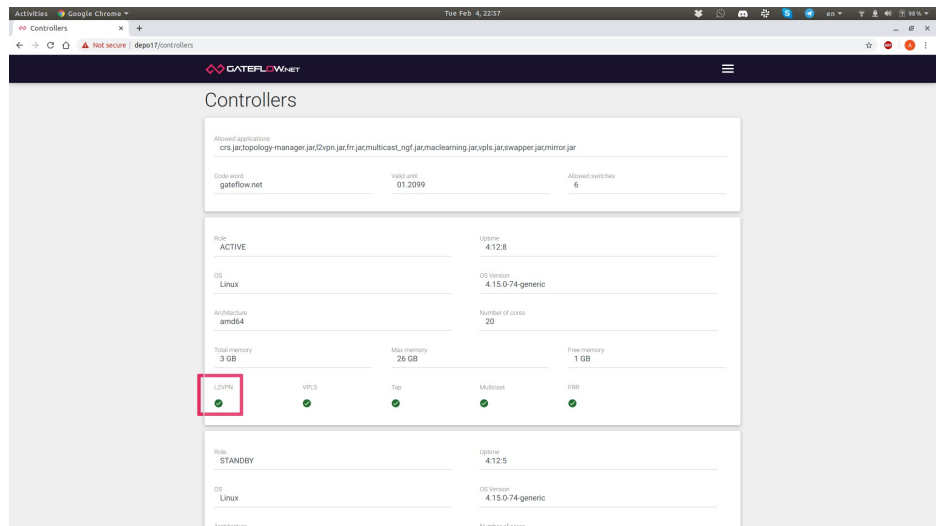 Activities Google Chrome Tue Feb 4, 22:57 en 98%
Controllers
Not secure depo17/controllers
GATEFLOW.NET
Controllers
Allowed applications
crs.jar,topology-manager.jar,l2vpn.jar,frr.jar,multicast_ngf.jar,maclearning.jar,vpls.jar,swapper.jar,mirror.jar
Code word Valid until Allowed switches
gateflow.net 01.2099 6
Role Uptime
ACTIVE 4:12:8
OS OS Version
Linux 4.15.0-74-generic
Architecture Number of cores
amd64 20
Total memory Max memory Free memory
3 GB 26 GB 1 GB
L2VPN VPLS Tap Multicast FRR
Role Uptime
STANDBY 4:12:5
OS OS Version
Linux 4.15.0-74-generic
Architecture Number of cores